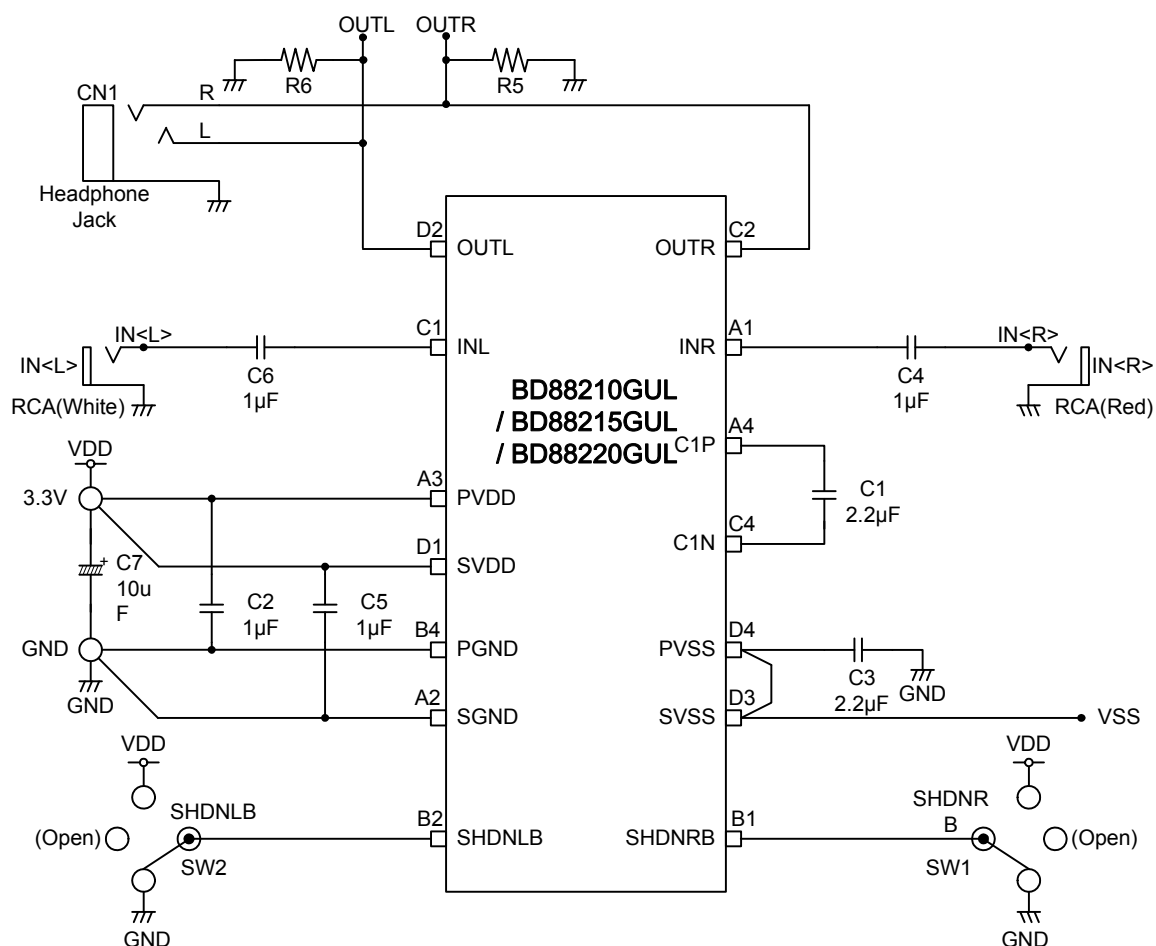 OUTL OUTR
R6 R5
CN1
R
L
Headphone
Jack
D2 C2
OUTL OUTR
IN<L> C1 A1 IN<R>
IN<L> INL INR IN<R>
C6 C4
1µF 1µF
RCA(White) RCA(Red)
BD88210GUL
/ BD88215GUL
/ BD88220GUL
A4
C1P
C1
2.2µF
C4
C1N
VDD
3.3V
A3
PVDD
D1
SVDD
C7
+
10u
F
C2
1µF
C5
1µF
GND
GND
B4
PGND
A2
SGND
D4
PVSS
C3
2.2µF
GND
D3
SVSS
VSS
VDD VDD
SHDNLB SHDNR
(Open) B2 B1 B (Open)
SHDNLB SHDNRB
SW2 SW1
GND GND